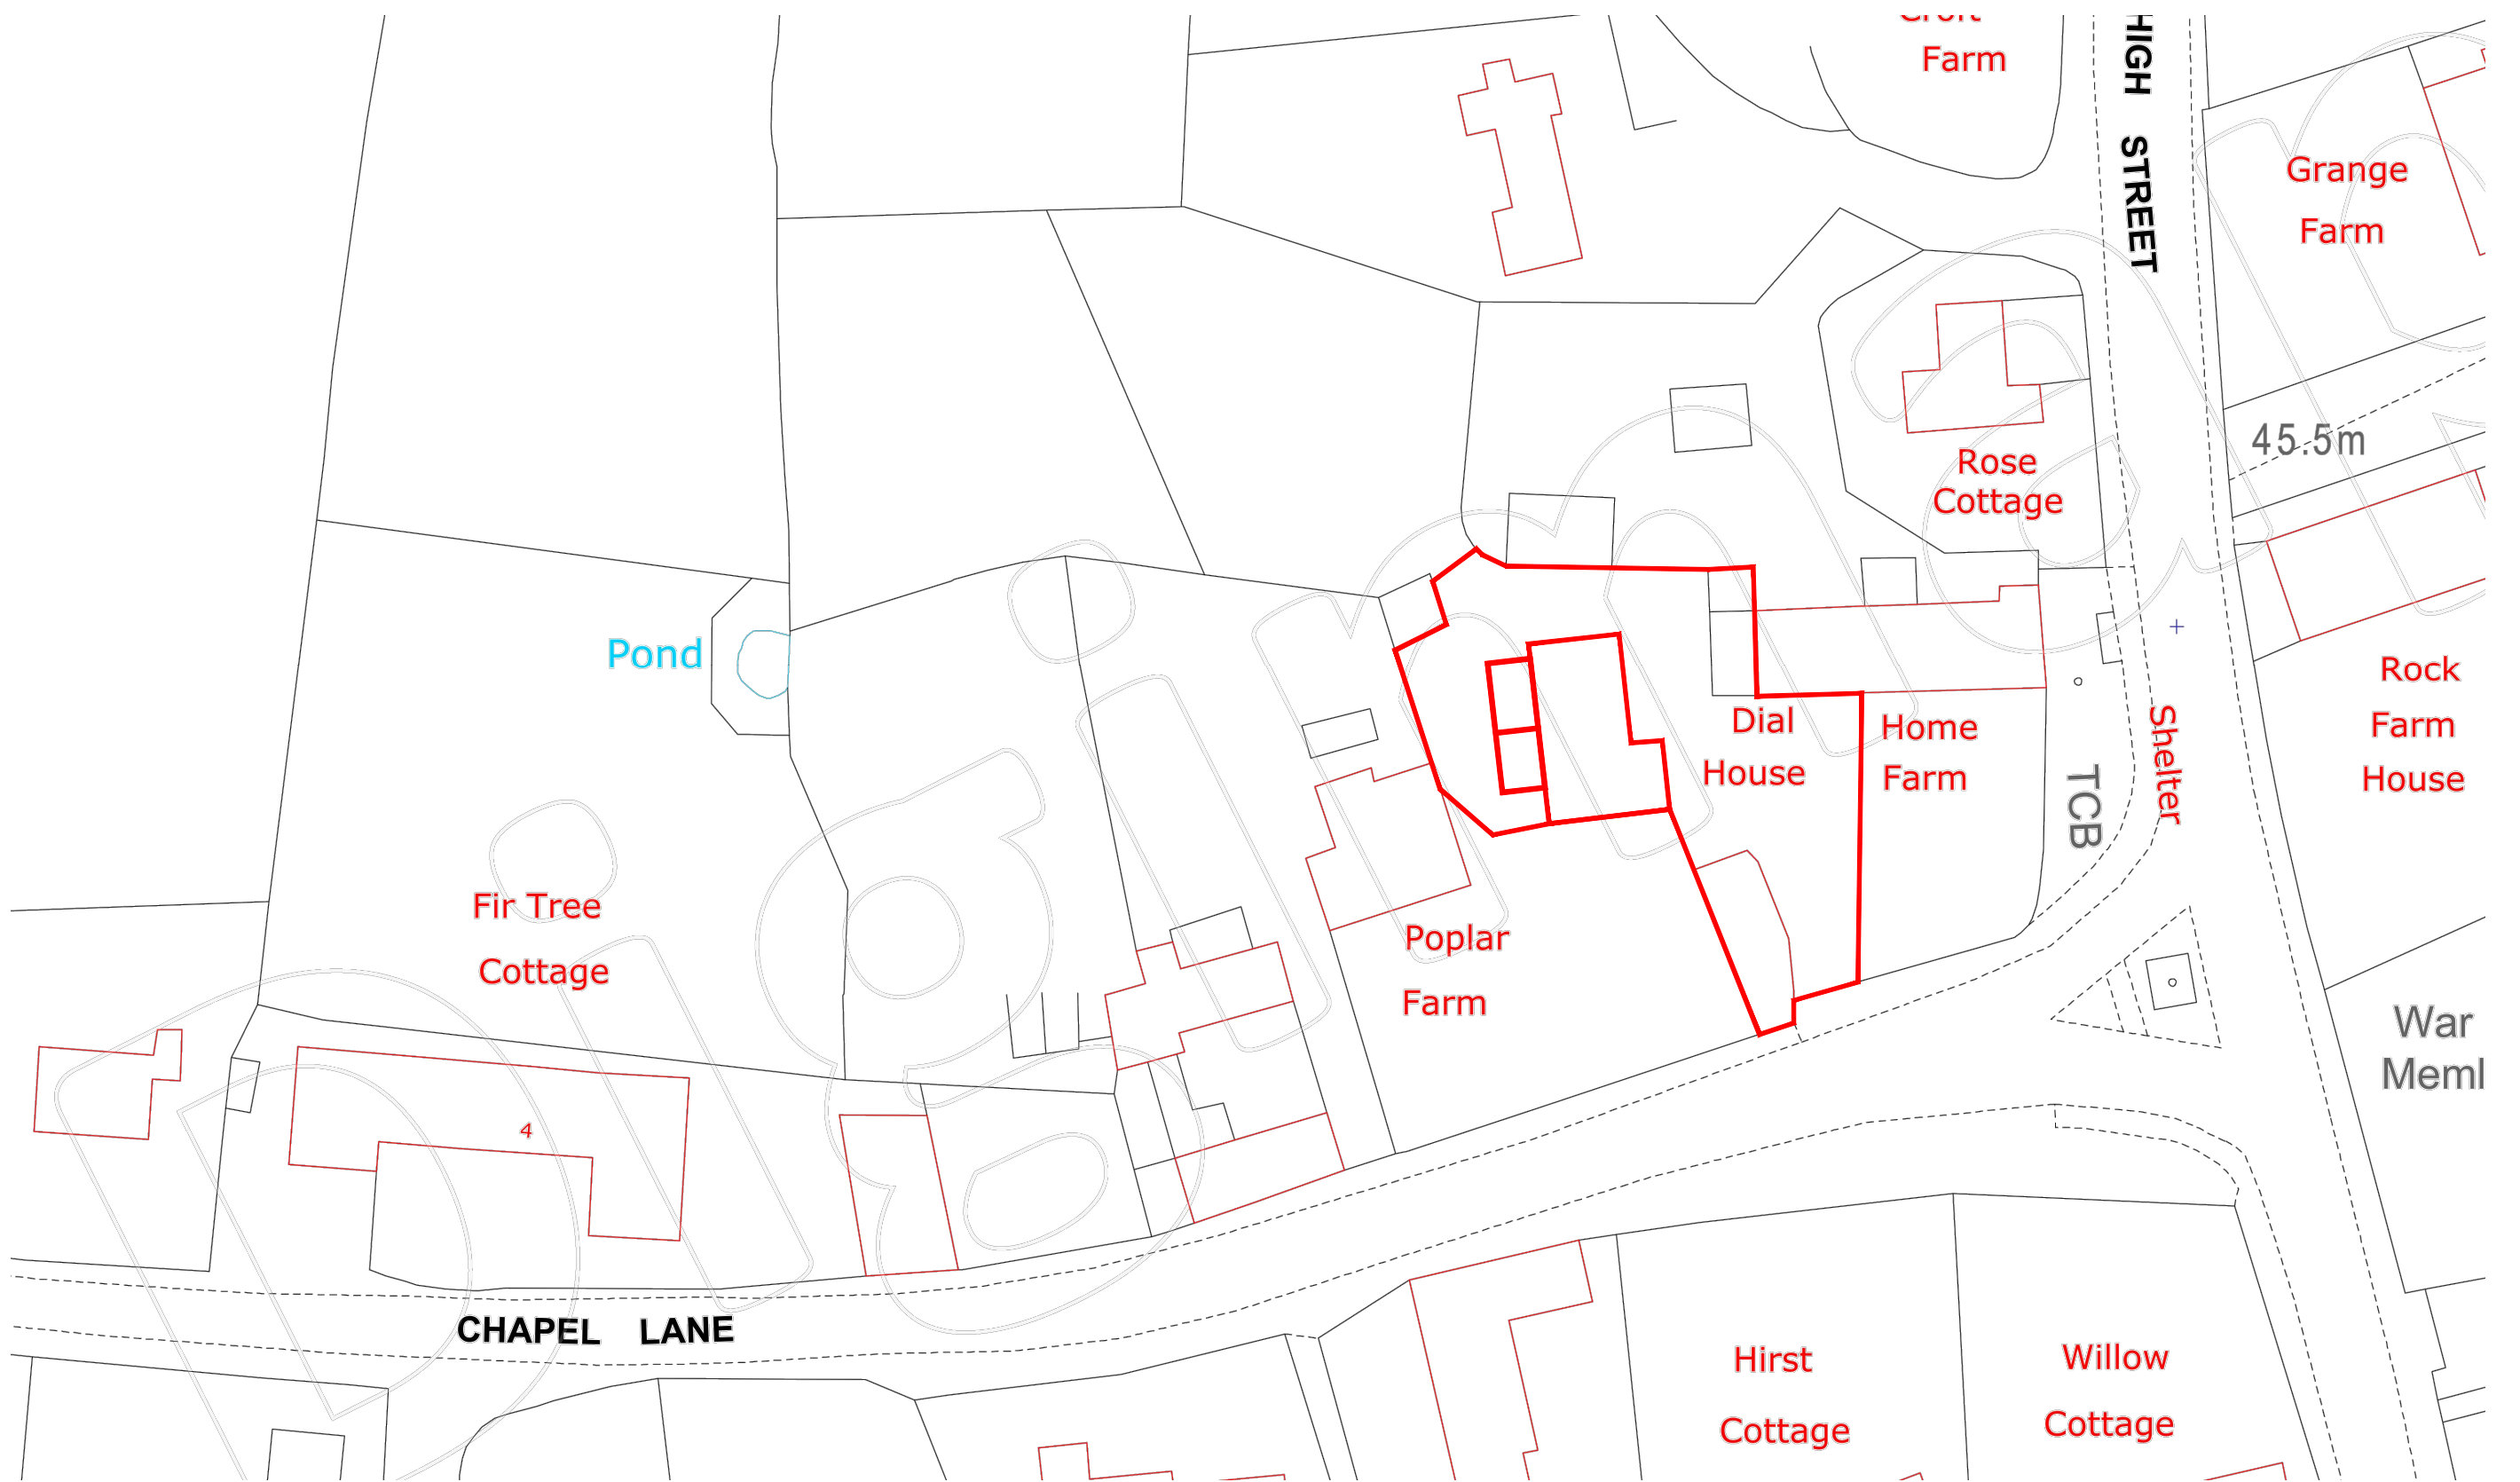 Croft
Farm
HIGH STREET
Grange
Farm
45.5m
Rose
Cottage
Pond
Rock
Farm
House
Dial
House
Home
Farm
Shelter
TCB
Fir Tree
Cottage
Poplar
Farm
War
Meml
4
CHAPEL LANE
Hirst
Cottage
Willow
Cottage